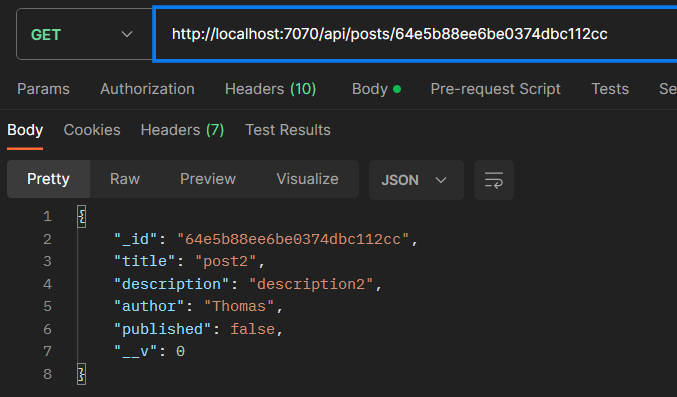 GET http://localhost:7070/api/posts/64e5b88ee6be0374dbc112cc
Params Authorization Headers (10) Body Pre-request Script Tests Se
Body Cookies Headers (7) Test Results
Pretty Raw Preview Visualize JSON
1 {
2 "_id": "64e5b88ee6be0374dbc112cc",
3 "title": "post2",
4 "description": "description2",
5 "author": "Thomas",
6 "published": false,
7 "__v": 0
8 }